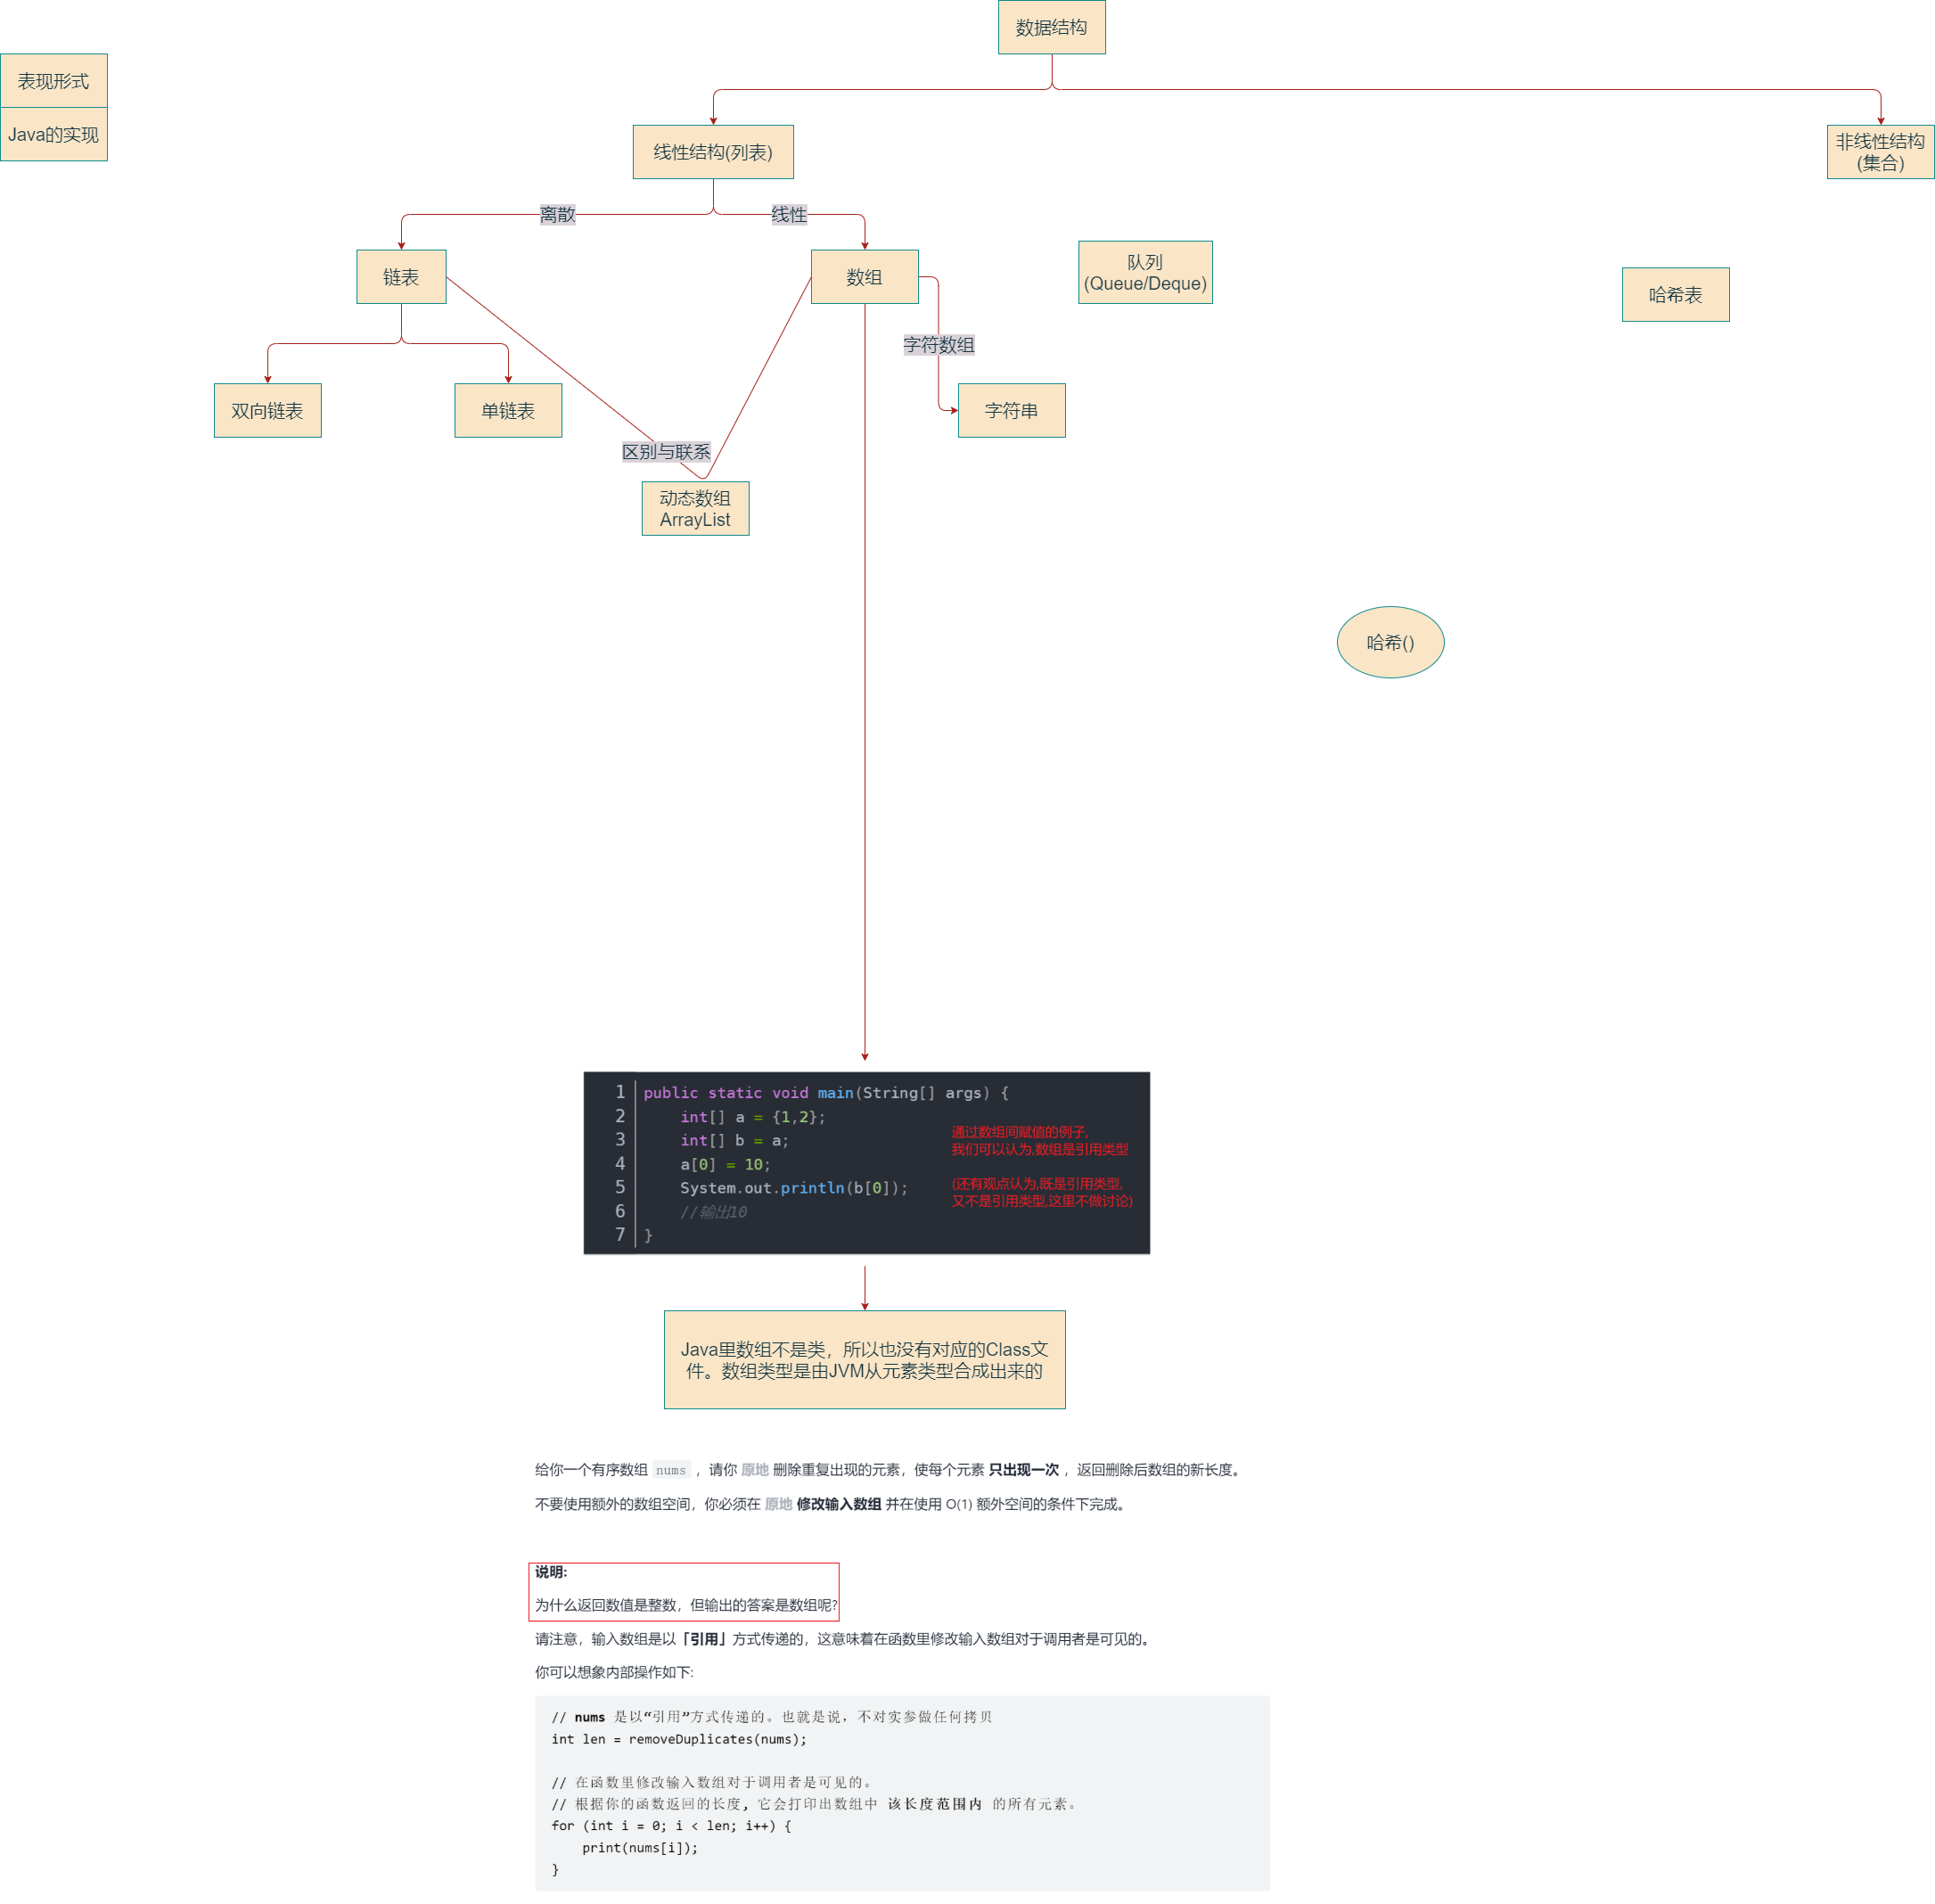 数据结构
表现形式
Java的实现
线性结构(列表)
非线性结构
(集合)
离散
线性
链表
数组
队列
(Queue/Deque)
哈希表
字符数组
双向链表
单链表
字符串
区别与联系
动态数组
ArrayList
哈希()
1 public static void main(String[] args) {
2 int[] a = {1,2};
3 int[] b = a;
4 a[0] = 10;
5 System.out.println(b[0]);
6 //输出10
7 }
通过数组间赋值的例子,
我们可以认为,数组是引用类型
(还有观点认为,既是引用类型,
又不是引用类型,这里不做讨论)
Java里数组不是类，所以也没有对应的Class文
件。数组类型是由JVM从元素类型合成出来的
给你一个有序数组 nums ，请你 原地 删除重复出现的元素，使每个元素 只出现一次 ，返回删除后数组的新长度。
不要使用额外的数组空间，你必须在 原地 修改输入数组 并在使用 O(1) 额外空间的条件下完成。
说明:
为什么返回数值是整数，但输出的答案是数组呢?
请注意，输入数组是以「引用」方式传递的，这意味着在函数里修改输入数组对于调用者是可见的。
你可以想象内部操作如下:
// nums 是以“引用”方式传递的。也就是说，不对实参做任何拷贝
int len = removeDuplicates(nums);
// 在函数里修改输入数组对于调用者是可见的。
// 根据你的函数返回的长度, 它会打印出数组中 该长度范围内 的所有元素。
for (int i = 0; i < len; i++) {
print(nums[i]);
}